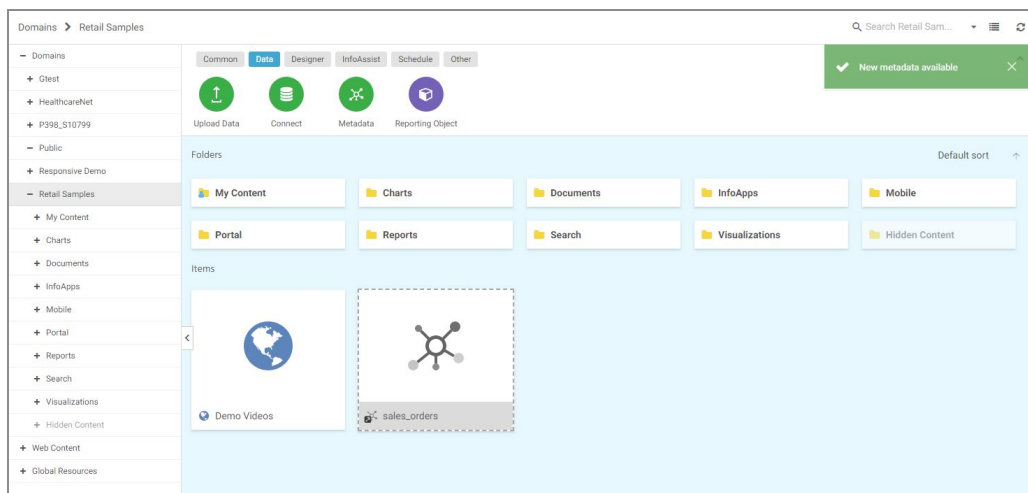 Domains > Retail Samples
Search Retail Sam...
− Domains
+ Gtest
+ HealthcareNet
+ P398_S10799
− Public
+ Responsive Demo
− Retail Samples
+ My Content
+ Charts
+ Documents
+ InfoApps
+ Mobile
+ Portal
+ Reports
+ Search
+ Visualizations
+ Hidden Content
+ Web Content
+ Global Resources
Common Data Designer InfoAssist Schedule Other
New metadata available
Upload Data Connect Metadata Reporting Object
Folders Default sort
My Content Charts Documents InfoApps Mobile
Portal Reports Search Visualizations Hidden Content
Items
Demo Videos sales_orders